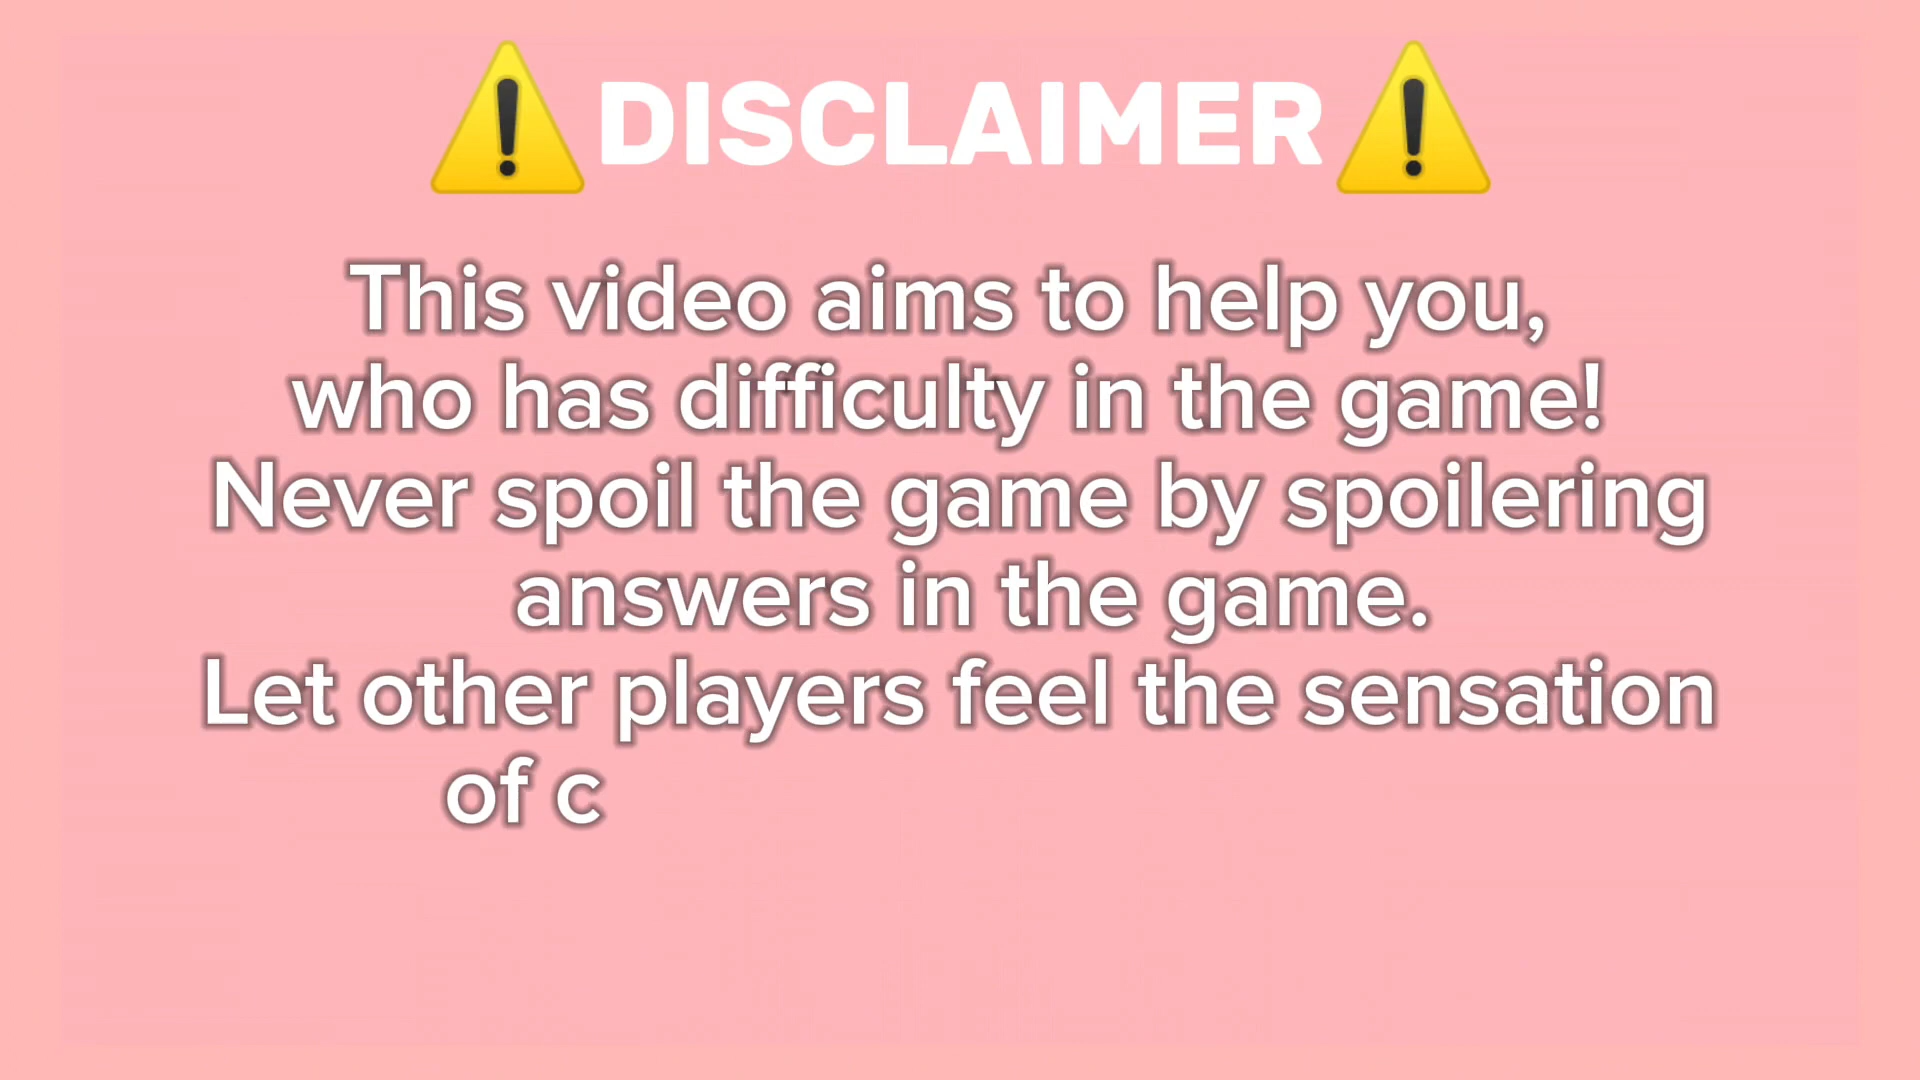 ⚠️DISCLAIMER⚠️
This video aims to help you,
who has difficulty in the game!
Never spoil the game by spoilering
answers in the game.
Let other players feel the sensation
of c